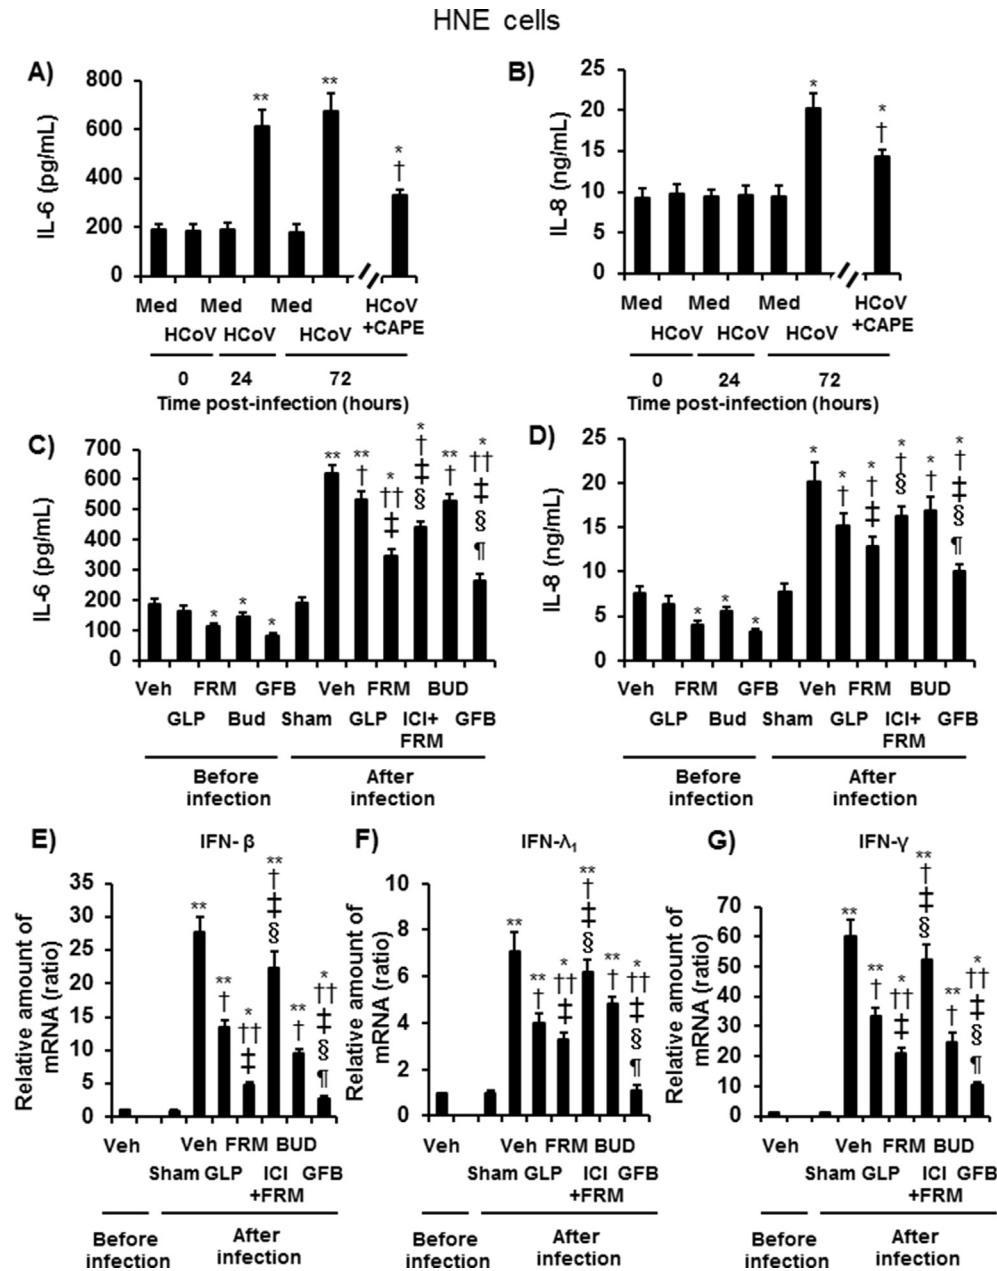 HNE cells
A)
IL-6 (pg/mL)
800
600
400
200
0
** ** * †
Med Med Med HCoV
HCoV HCoV HCoV +CAPE
0 24 72
Time post-infection (hours)
B)
IL-8 (ng/mL)
25
20
15
10
5
0
* * †
Med Med Med HCoV
HCoV HCoV HCoV +CAPE
0 24 72
Time post-infection (hours)
C)
IL-6 (pg/mL)
700
600
500
400
300
200
100
0
* * * ** ** † * †† ‡ * † ‡ § ** † * †† ‡ § ¶
Veh FRM GFB Veh FRM BUD
GLP Bud Sham GLP ICI+ GFB
FRM
Before After
infection infection
D)
IL-8 (ng/mL)
25
20
15
10
5
0
* * * * * † * † ‡ * † § * † * † ‡ § ¶
Veh FRM GFB Veh FRM BUD
GLP Bud Sham GLP ICI+ GFB
FRM
Before After
infection infection
E)
IFN- β
Relative amount of
mRNA (ratio)
35
30
25
20
15
10
5
0
** ** † * †† ‡ ** † ‡ § ** † * †† ‡ § ¶
Veh Veh FRM BUD
Sham GLP ICI GFB
+FRM
Before After
infection infection
F)
IFN-λ1
Relative amount of
mRNA (ratio)
10
8
6
4
2
0
** ** † * †† ‡ ** † ‡ § ** † * †† ‡ § ¶
Veh Veh FRM BUD
Sham GLP ICI GFB
+FRM
Before After
infection infection
G)
IFN-γ
Relative amount of
mRNA (ratio)
70
60
50
40
30
20
10
0
** ** † * †† ‡ ** † ‡ § ** † * †† ‡ § ¶
Veh Veh FRM BUD
Sham GLP ICI GFB
+FRM
Before After
infection infection